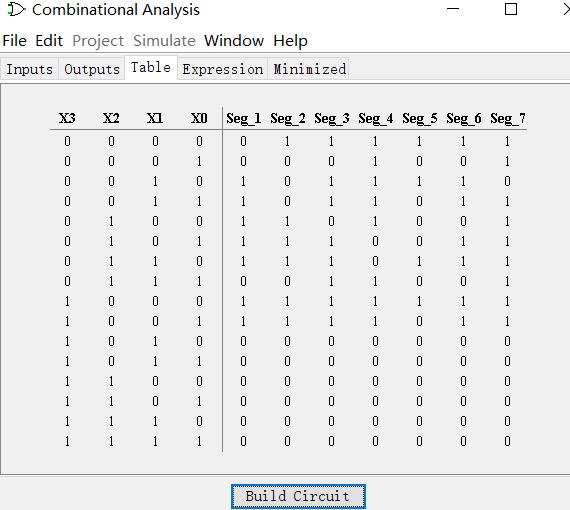 Combinational Analysis
File Edit Project Simulate Window Help
Inputs Outputs Table Expression Minimized
X3 X2 X1 X0 Seg_1 Seg_2 Seg_3 Seg_4 Seg_5 Seg_6 Seg_7
0 0 0 0 0 1 1 1 1 1 1
0 0 0 1 0 0 0 1 0 0 1
0 0 1 0 1 0 1 1 1 1 0
0 0 1 1 1 0 1 1 0 1 1
0 1 0 0 1 1 0 1 0 0 1
0 1 0 1 1 1 1 0 0 1 1
0 1 1 0 1 1 1 0 1 1 1
0 1 1 1 0 0 1 1 0 0 1
1 0 0 0 1 1 1 1 1 1 1
1 0 0 1 1 1 1 1 0 1 1
1 0 1 0 0 0 0 0 0 0 0
1 0 1 1 0 0 0 0 0 0 0
1 1 0 0 0 0 0 0 0 0 0
1 1 0 1 0 0 0 0 0 0 0
1 1 1 0 0 0 0 0 0 0 0
1 1 1 1 0 0 0 0 0 0 0
Build Circuit